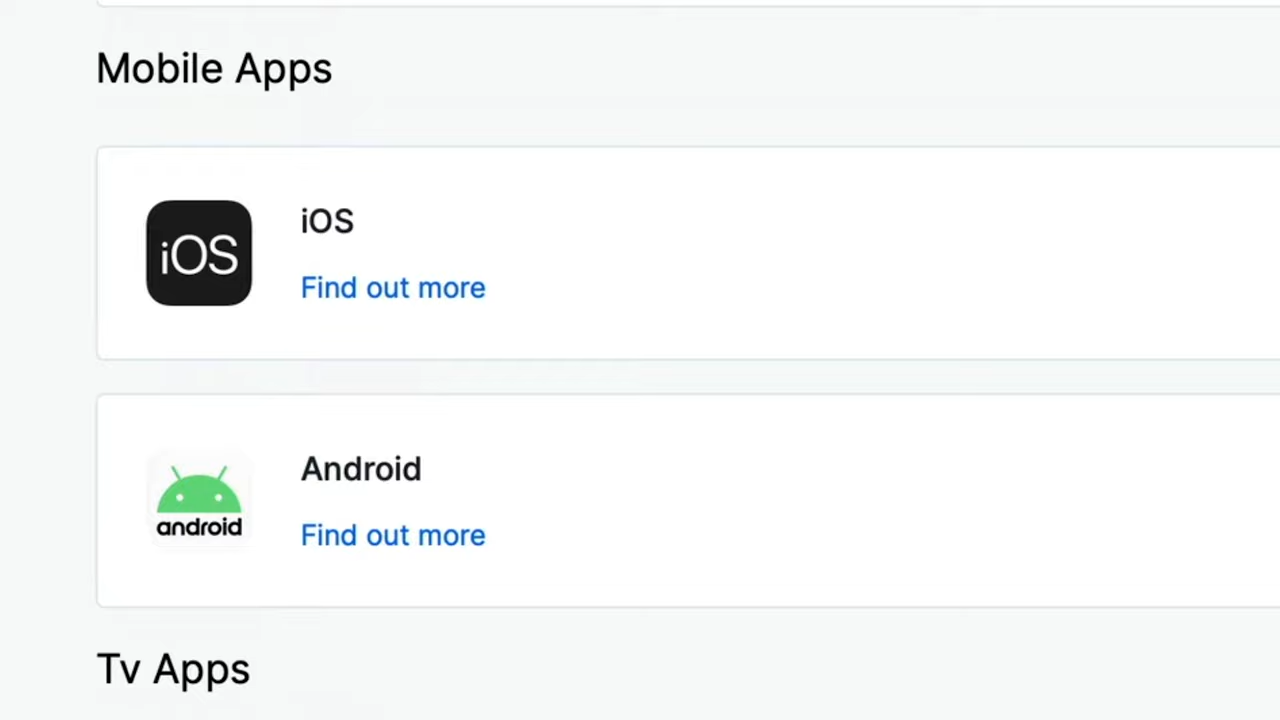 Mobile Apps
iOS
iOS
Find out more
Android
android
Find out more
Tv Apps